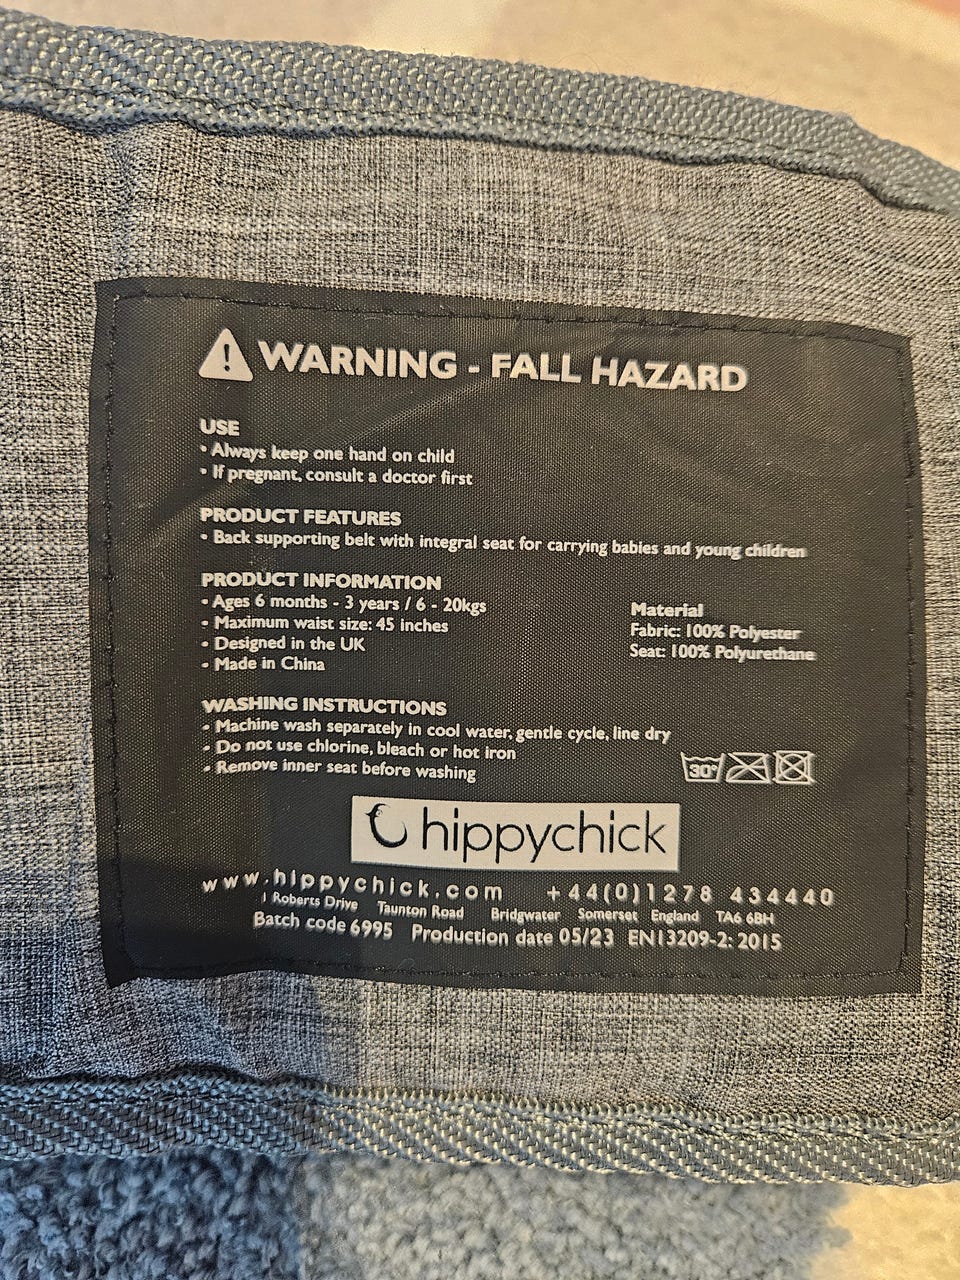 WARNING - FALL HAZARD
USE
• Always keep one hand on child
• If pregnant, consult a doctor first
PRODUCT FEATURES
• Back supporting belt with integral seat for carrying babies and young children
PRODUCT INFORMATION
• Ages 6 months - 3 years / 6 - 20kgs
• Maximum waist size: 45 inches
• Designed in the UK
• Made in China
Material
Fabric: 100% Polyester
Seat: 100% Polyurethane
WASHING INSTRUCTIONS
• Machine wash separately in cool water, gentle cycle, line dry
• Do not use chlorine, bleach or hot iron
• Remove inner seat before washing
30°
hippychick
www.hippychick.com +44(0)1278 434440
1 Roberts Drive Taunton Road Bridgwater Somerset England TA6 6BH
Batch code 6995 Production date 05/23 EN13209-2: 2015